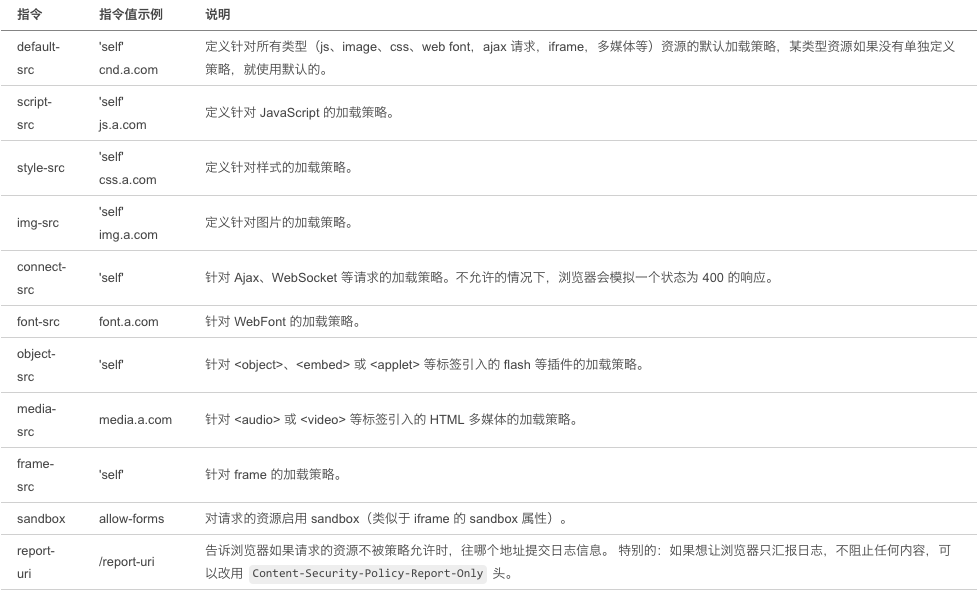 指令 指令值示例 说明
default-
src
'self'
cnd.a.com
定义针对所有类型（js、image、css、web font，ajax 请求，iframe，多媒体等）资源的默认加载策略，某类型资源如果没有单独定义
策略，就使用默认的。
script-
src
'self'
js.a.com
定义针对 JavaScript 的加载策略。
style-src
'self'
css.a.com
定义针对样式的加载策略。
img-src
'self'
img.a.com
定义针对图片的加载策略。
connect-
src
'self'
针对 Ajax、WebSocket 等请求的加载策略。不允许的情况下，浏览器会模拟一个状态为 400 的响应。
font-src font.a.com 针对 WebFont 的加载策略。
object-
src
'self'
针对 <object>、<embed> 或 <applet> 等标签引入的 flash 等插件的加载策略。
media-
src
media.a.com
针对 <audio> 或 <video> 等标签引入的 HTML 多媒体的加载策略。
frame-
src
'self'
针对 frame 的加载策略。
sandbox allow-forms 对请求的资源启用 sandbox（类似于 iframe 的 sandbox 属性）。
report-
uri
/report-uri
告诉浏览器如果请求的资源不被策略允许时，往哪个地址提交日志信息。 特别的：如果想让浏览器只汇报日志，不阻止任何内容，可
以改用 Content-Security-Policy-Report-Only 头。